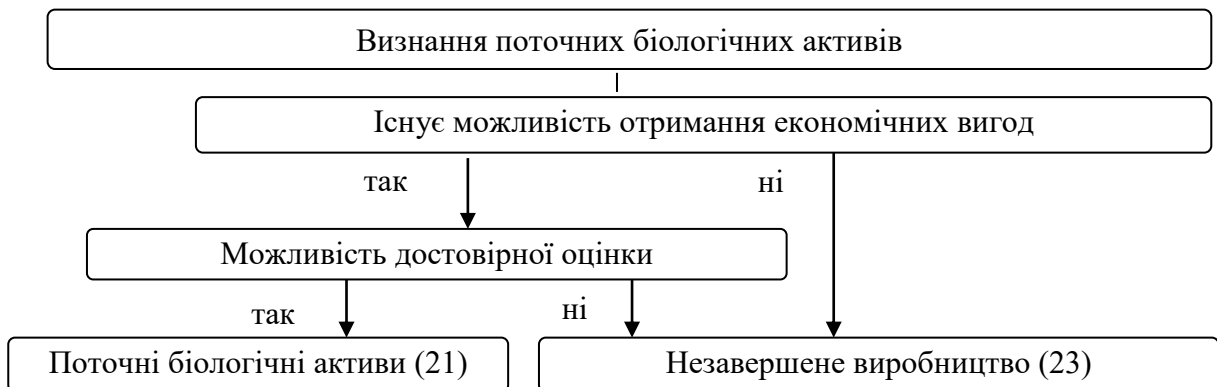 Визнання поточних біологічних активів
Існує можливість отримання економічних вигод
так
ні
Можливість достовірної оцінки
так
ні
Поточні біологічні активи (21)
Незавершене виробництво (23)